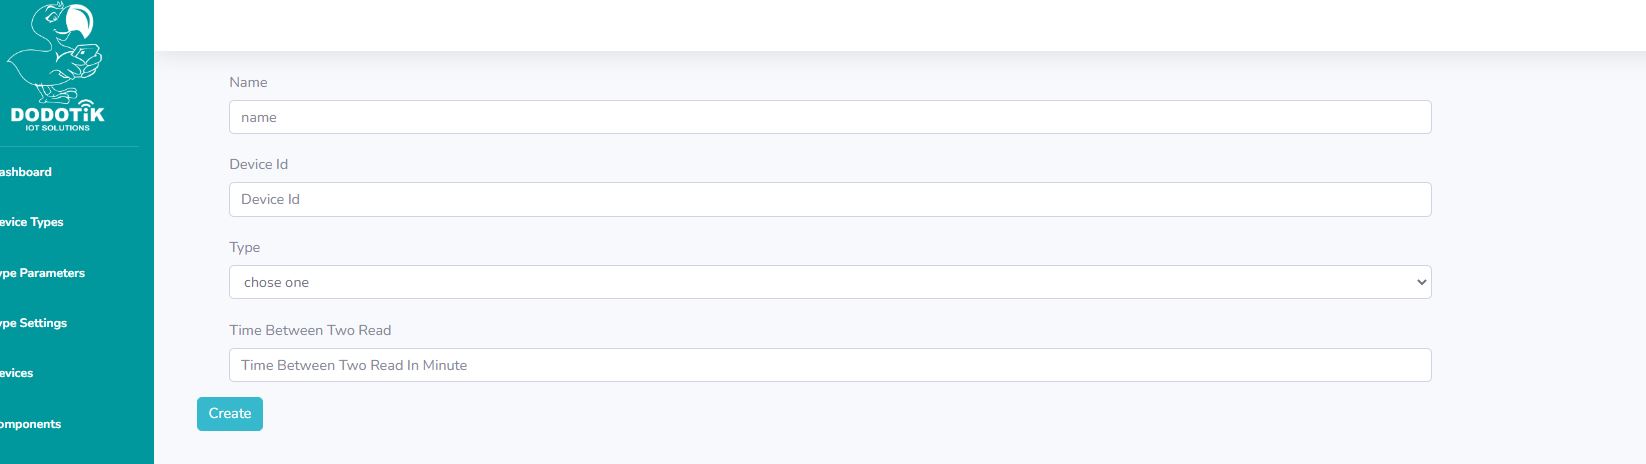 DODOTiK
IOT SOLUTIONS
ashboard
evice Types
ype Parameters
ype Settings
evices
omponents
Name
name
Device Id
Device Id
Type
chose one
Time Between Two Read
Time Between Two Read In Minute
Create